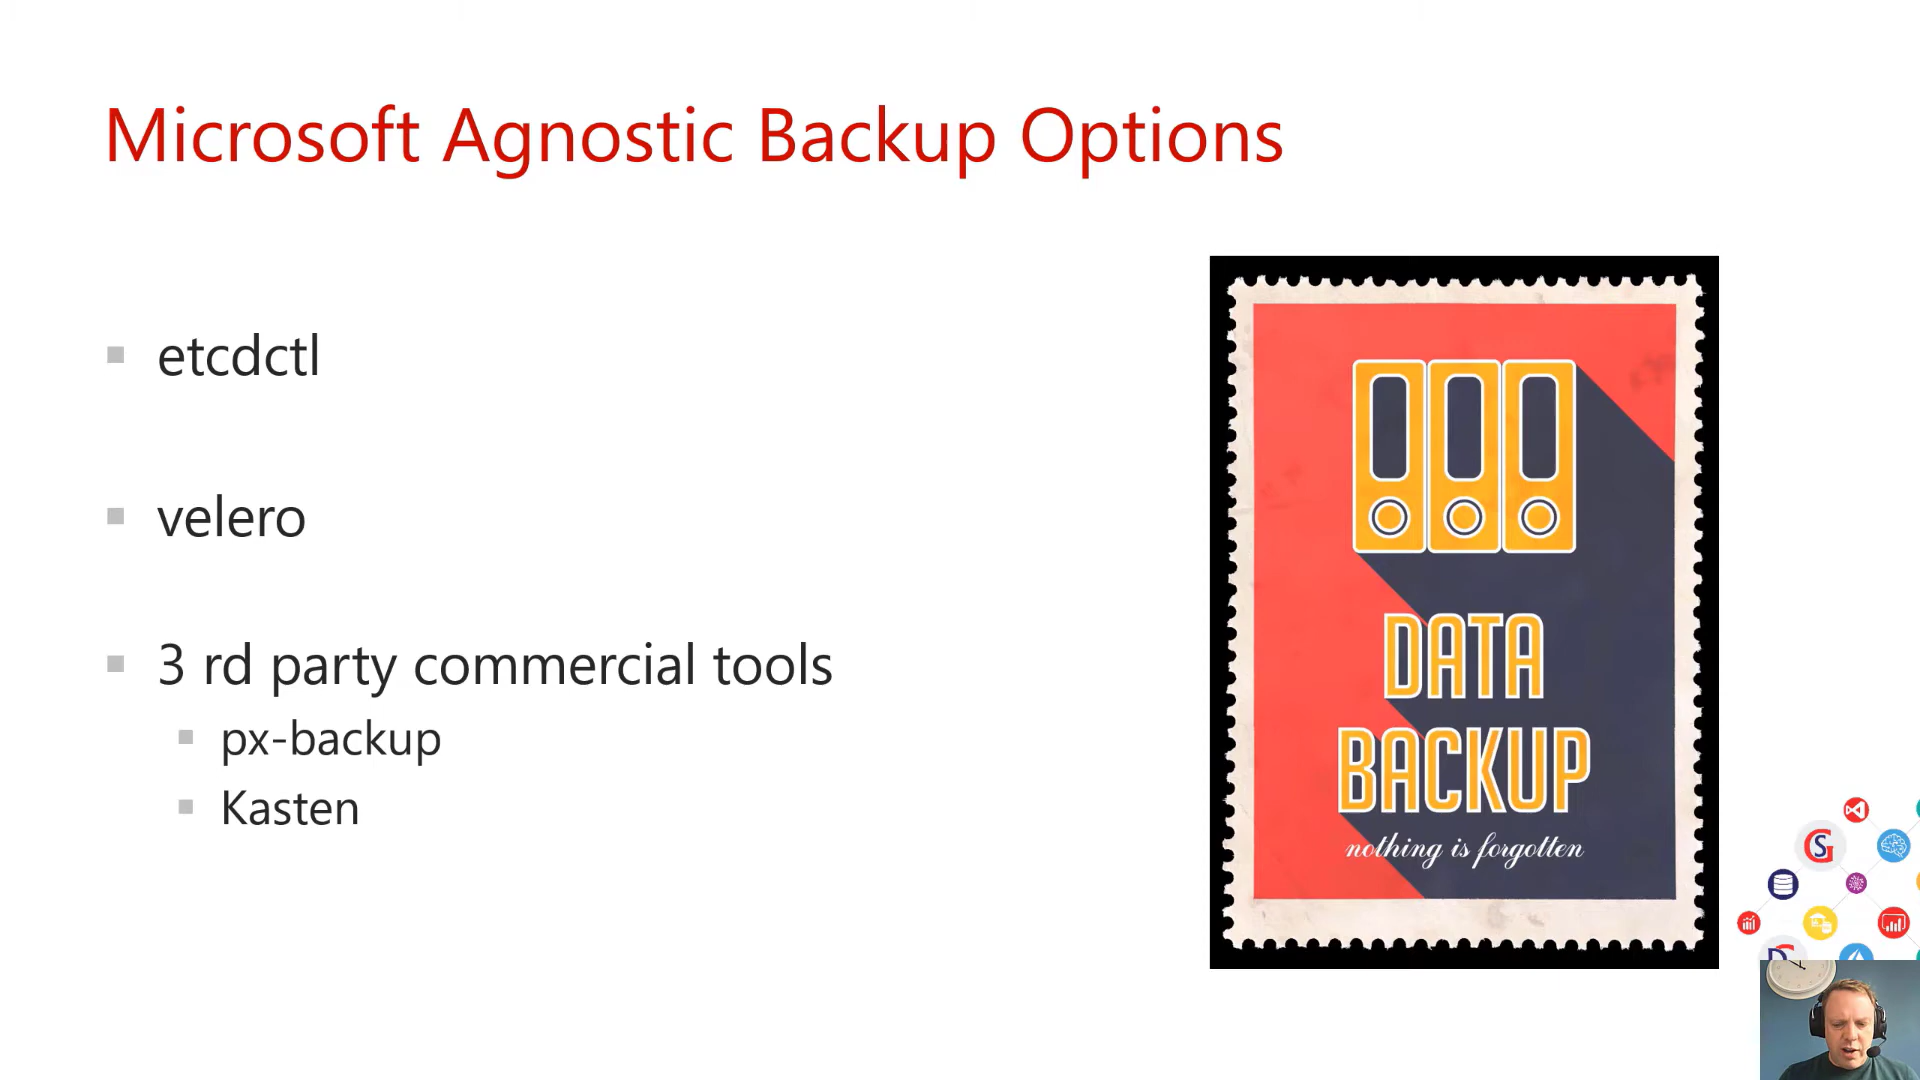 Microsoft Agnostic Backup Options
etcdctl
velero
3 rd party commercial tools
px-backup
Kasten
DATA
BACKUP
nothing is forgotten